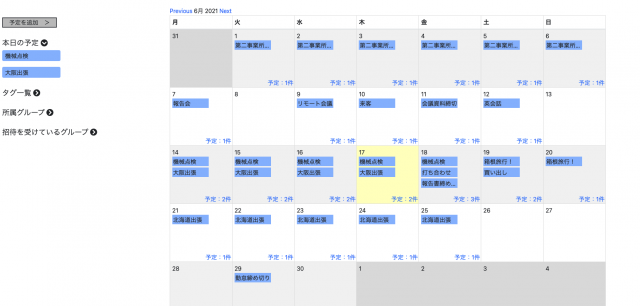 Previous 6月 2021 Next
予定を追加 ＞
本日の予定
機械点検
大阪出張
タグ一覧
所属グループ
招待を受けているグループ
月 火 水 木 金 土 日
31 1 2 3 4 5 6
第二事業所... 第二事業所... 第二事業所... 第二事業所... 第二事業所... 第二事業所...
予定：1件 予定：1件 予定：1件 予定：1件 予定：1件 予定：1件
7 8 9 10 11 12 13
報告会 リモート会議 来客 会議資料締切 英会話
予定：1件 予定：1件 予定：1件 予定：1件 予定：1件
14 15 16 17 18 19 20
機械点検 機械点検 機械点検 機械点検 機械点検 箱根旅行！ 箱根旅行！
大阪出張 大阪出張 大阪出張 大阪出張 打ち合わせ 買い出し
報告書締め...
予定：2件 予定：2件 予定：2件 予定：2件 予定：3件 予定：2件 予定：1件
21 22 23 24 25 26 27
北海道出張 北海道出張 北海道出張 北海道出張 北海道出張
予定：1件 予定：1件 予定：1件 予定：1件 予定：1件
28 29 30 1 2 3 4
勤怠締め切り